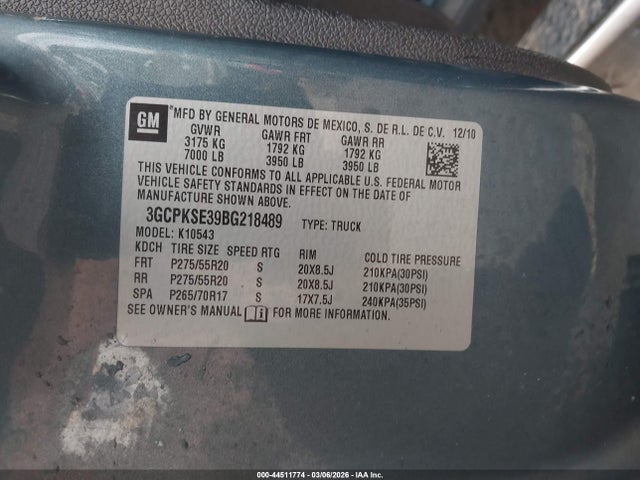 GM
®MFD BY GENERAL MOTORS DE MEXICO, S. DE R.L. DE C.V. 12/10
GVWR GAWR FRT GAWR RR
3175 KG 1792 KG 1792 KG
7000 LB 3950 LB 3950 LB
THIS VEHICLE CONFORMS TO ALL APPLICABLE U.S. FEDERAL MOTOR
VEHICLE SAFETY STANDARDS IN EFFECT ON THE DATE OF
MANUFACTURE SHOWN ABOVE.
3GCPKSE39BG218489 TYPE: TRUCK
MODEL: K10543
KDCH TIRE SIZE SPEED RTG RIM COLD TIRE PRESSURE
FRT P275/55R20 S 20X8.5J 210KPA(30PSI)
RR P275/55R20 S 20X8.5J 210KPA(30PSI)
SPA P265/70R17 S 17X7.5J 240KPA(35PSI)
SEE OWNER'S MANUAL FOR MORE INFORMATION.
000-44511774 | 03/06/2026 - IAA Inc.